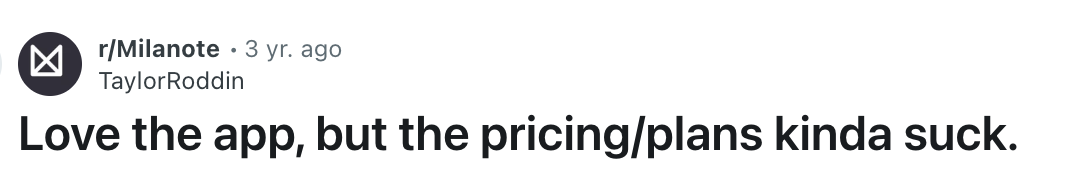 r/Milanote • 3 yr. ago
TaylorRoddin
Love the app, but the pricing/plans kinda suck.